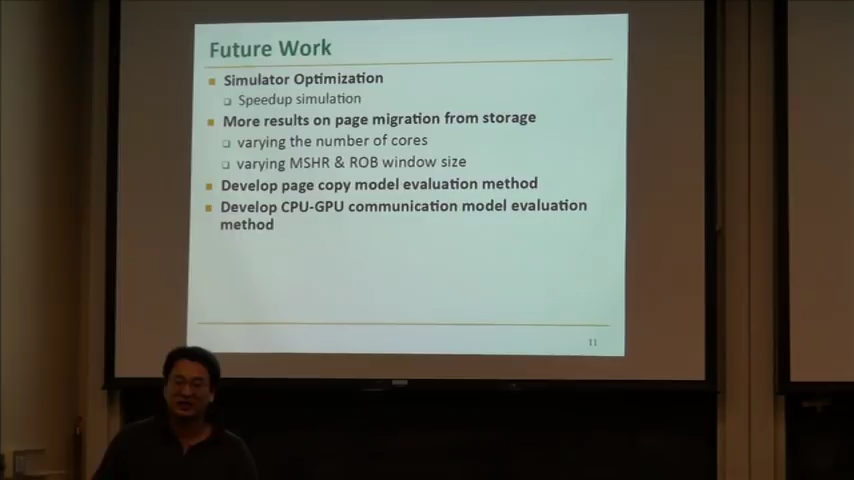 Future Work
Simulator Optimization
Speedup simulation
More results on page migration from storage
varying the number of cores
varying MSHR & ROB window size
Develop page copy model evaluation method
Develop CPU-GPU communication model evaluation
method
11